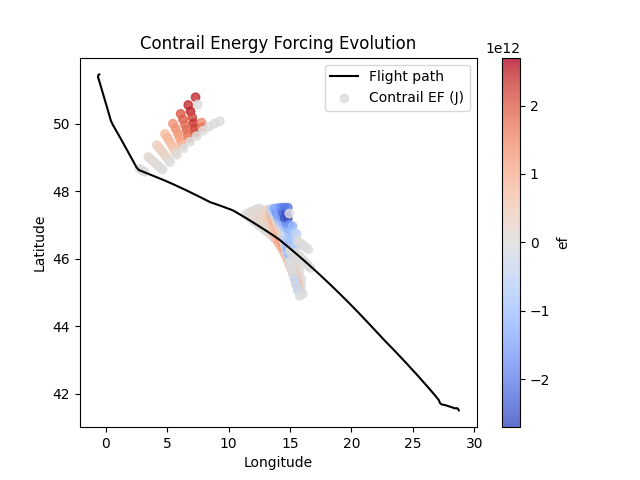 Contrail Energy Forcing Evolution
1e12
Flight path
Contrail EF (J)
50
48
46
44
42
Latitude
0
5
10
15
20
25
30
Longitude
2
1
0
−1
−2
ef